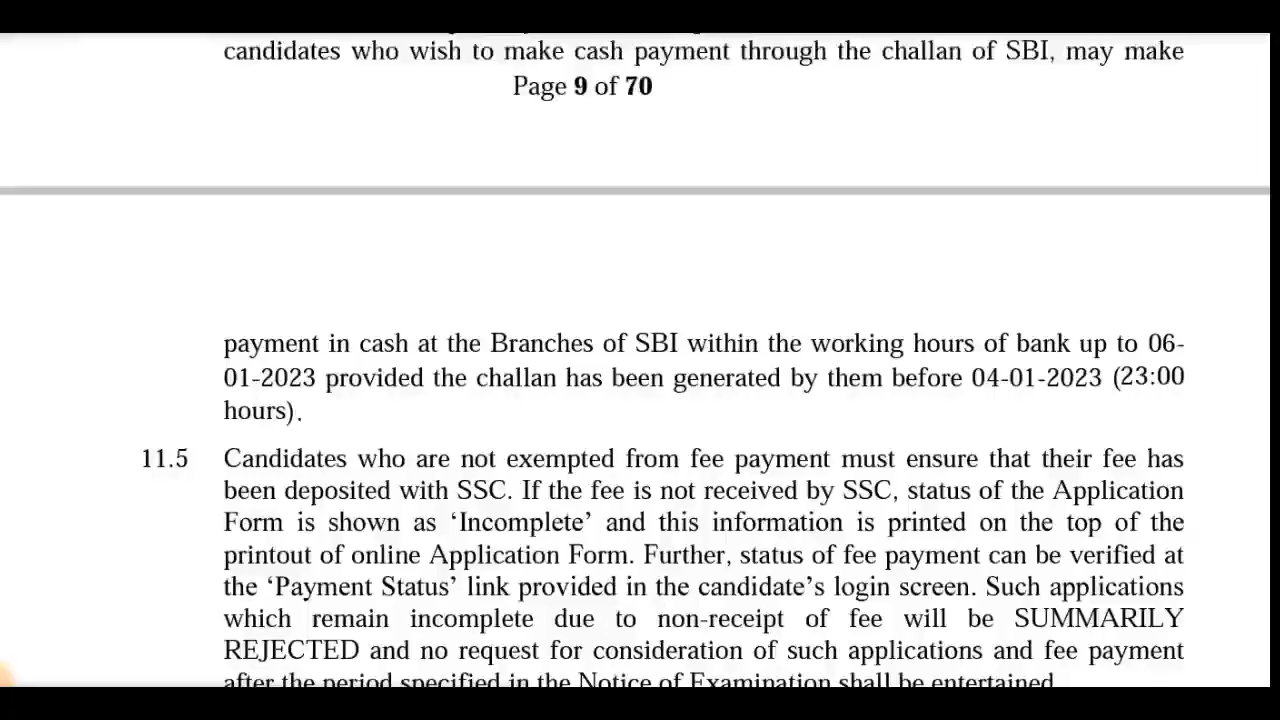 candidates who wish to make cash payment through the challan of SBI, may make
Page 9 of 70
payment in cash at the Branches of SBI within the working hours of bank up to 06-
01-2023 provided the challan has been generated by them before 04-01-2023 (23:00
hours).
11.5 Candidates who are not exempted from fee payment must ensure that their fee has
been deposited with SSC. If the fee is not received by SSC, status of the Application
Form is shown as ‘Incomplete’ and this information is printed on the top of the
printout of online Application Form. Further, status of fee payment can be verified at
the ‘Payment Status’ link provided in the candidate’s login screen. Such applications
which remain incomplete due to non-receipt of fee will be SUMMARILY
REJECTED and no request for consideration of such applications and fee payment
after the period specified in the Notice of Examination shall be entertained